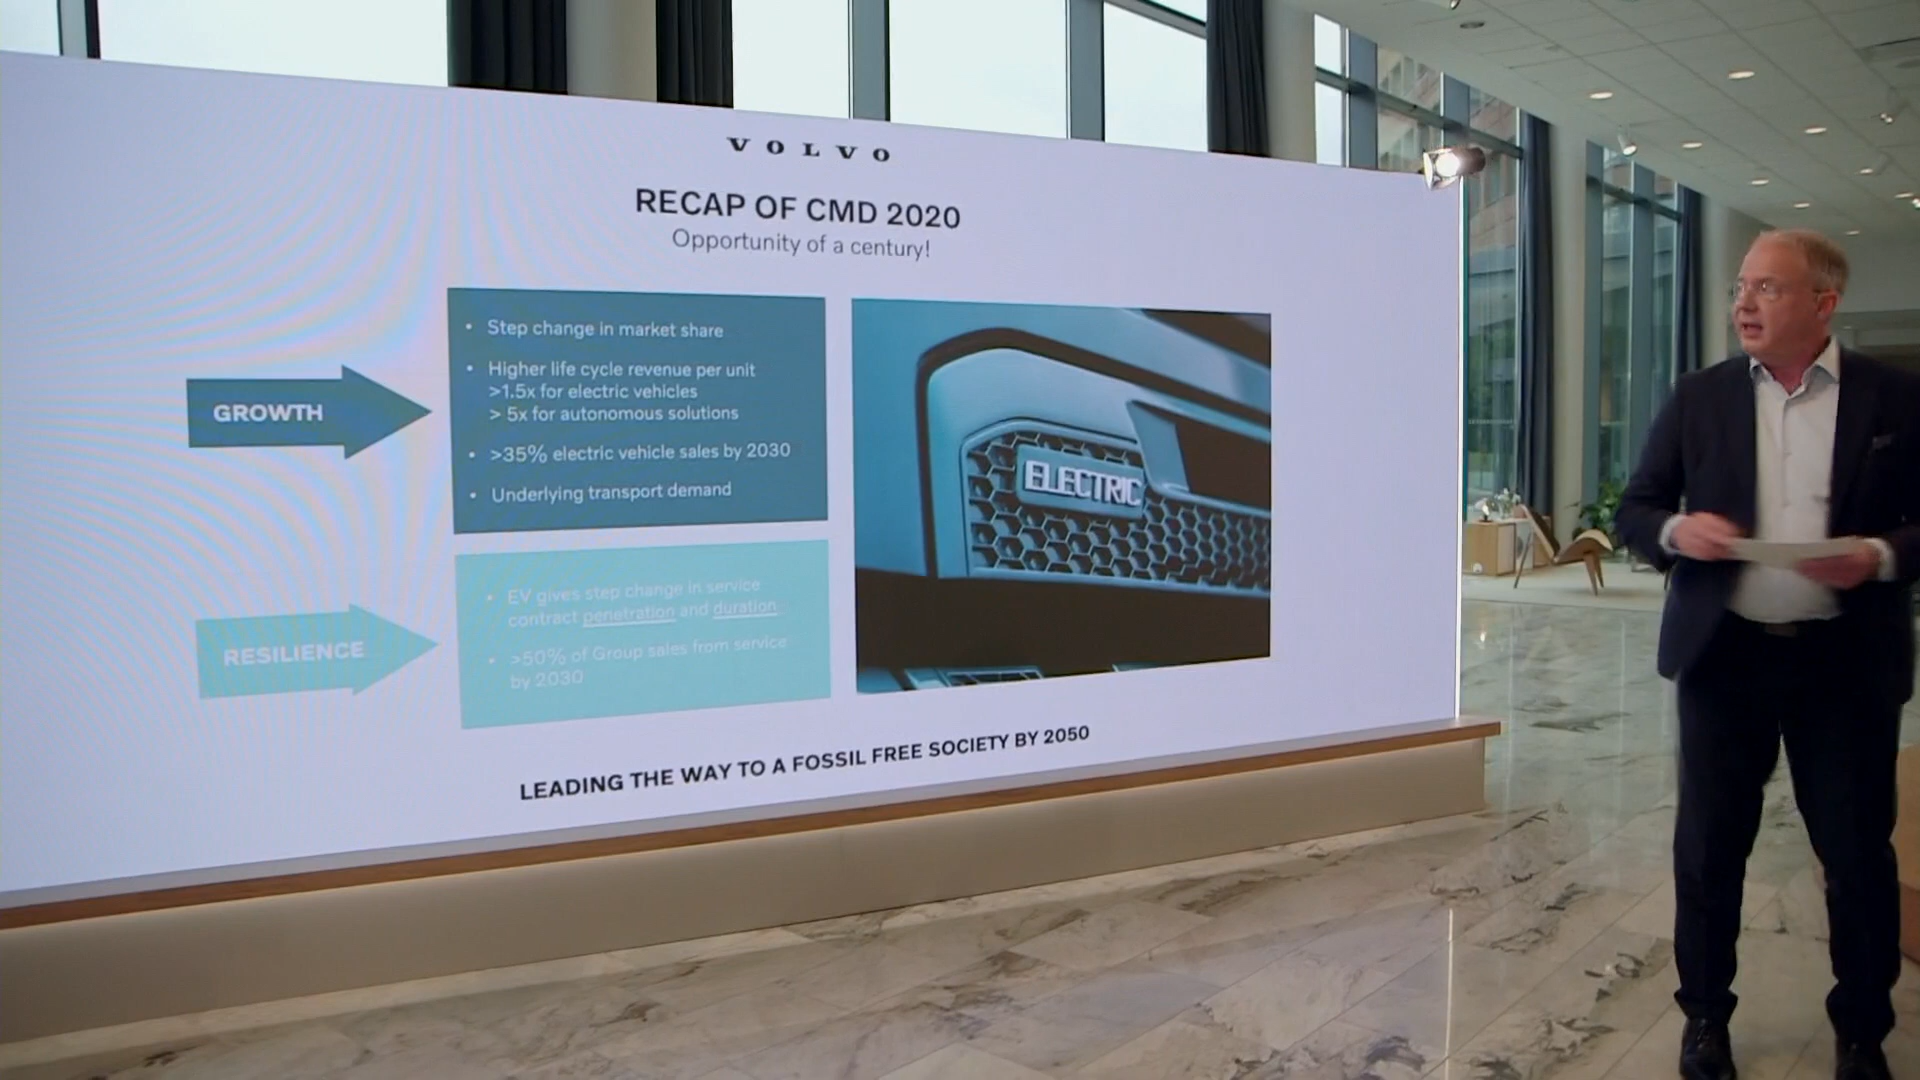 VOLVO
RECAP OF CMD 2020
Opportunity of a century!
GROWTH
• Step change in market share
• Higher life cycle revenue per unit
>1.5x for electric vehicles
> 5x for autonomous solutions
• >35% electric vehicle sales by 2030
• Underlying transport demand
ELECTRIC
RESILIENCE
• EV gives step change in service
contract penetration and duration
• >50% of Group sales from service
by 2030
LEADING THE WAY TO A FOSSIL FREE SOCIETY BY 2050